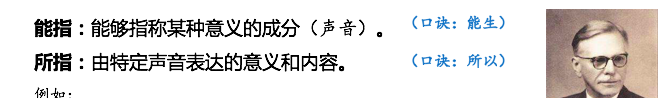 能指：能够指称某种意义的成分（声音）。（口诀：能生）
所指：由特定声音表达的意义和内容。（口诀：所以）
例如：